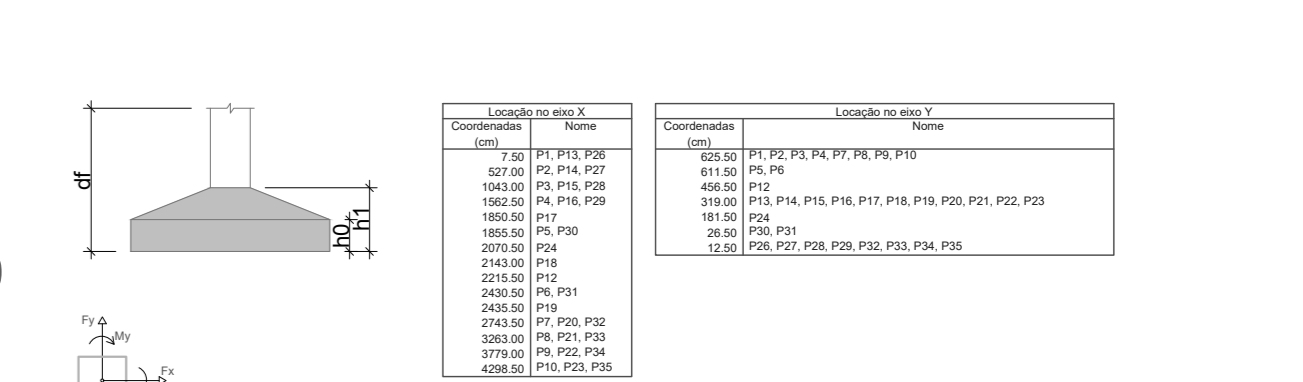 df
h0
h1
Fy
My
Fx
Locação no eixo X
Coordenadas (cm) Nome
7.50 P1, P13, P26
527.00 P2, P14, P27
1043.00 P3, P15, P28
1562.50 P4, P16, P29
1850.50 P17
1855.50 P5, P30
2070.50 P24
2143.00 P18
2215.50 P12
2430.50 P6, P31
2435.50 P19
2743.50 P7, P20, P32
3263.00 P8, P21, P33
3779.00 P9, P22, P34
4298.50 P10, P23, P35
Locação no eixo Y
Coordenadas (cm) Nome
625.50 P1, P2, P3, P4, P7, P8, P9, P10
611.50 P5, P6
456.50 P12
319.00 P13, P14, P15, P16, P17, P18, P19, P20, P21, P22, P23
181.50 P24
26.50 P30, P31
12.50 P26, P27, P28, P29, P32, P33, P34, P35